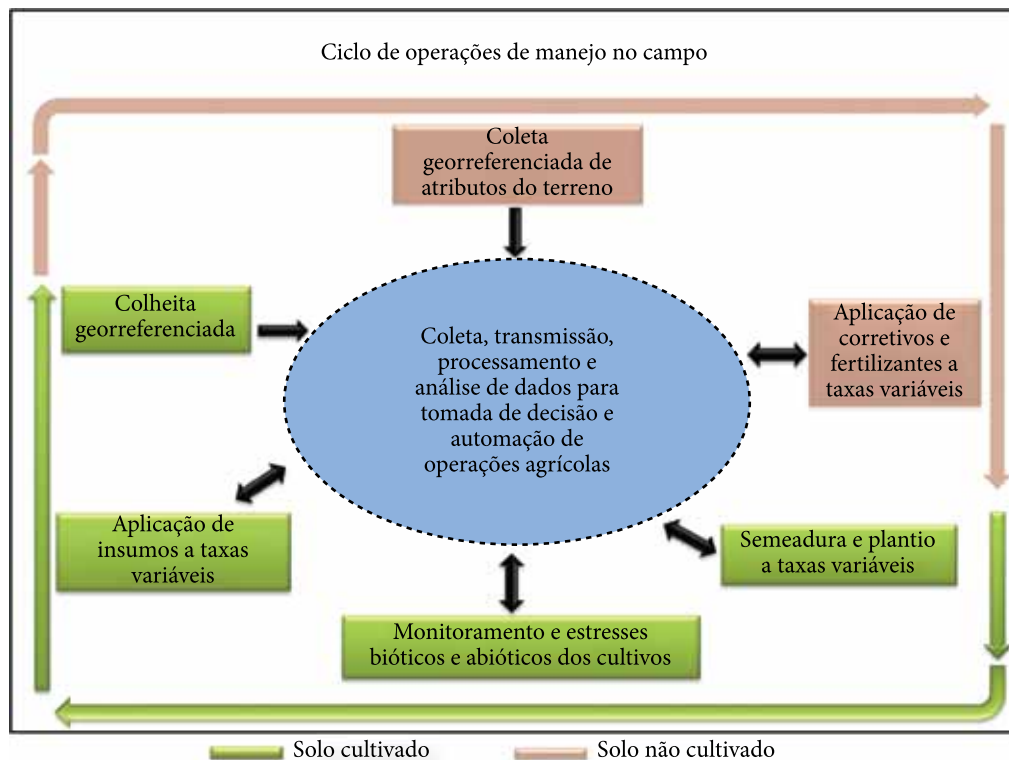 Ciclo de operações de manejo no campo
Coleta
georreferenciada de
atributos do terreno
Colheita
georreferenciada
Coleta, transmissão,
processamento e
análise de dados para
tomada de decisão e
automação de
operações agrícolas
Aplicação de
corretivos e
fertilizantes a
taxas variáveis
Aplicação de
insumos a taxas
variáveis
Semeadura e plantio
a taxas variáveis
Monitoramento e estresses
bióticos e abióticos dos cultivos
Solo cultivado
Solo não cultivado